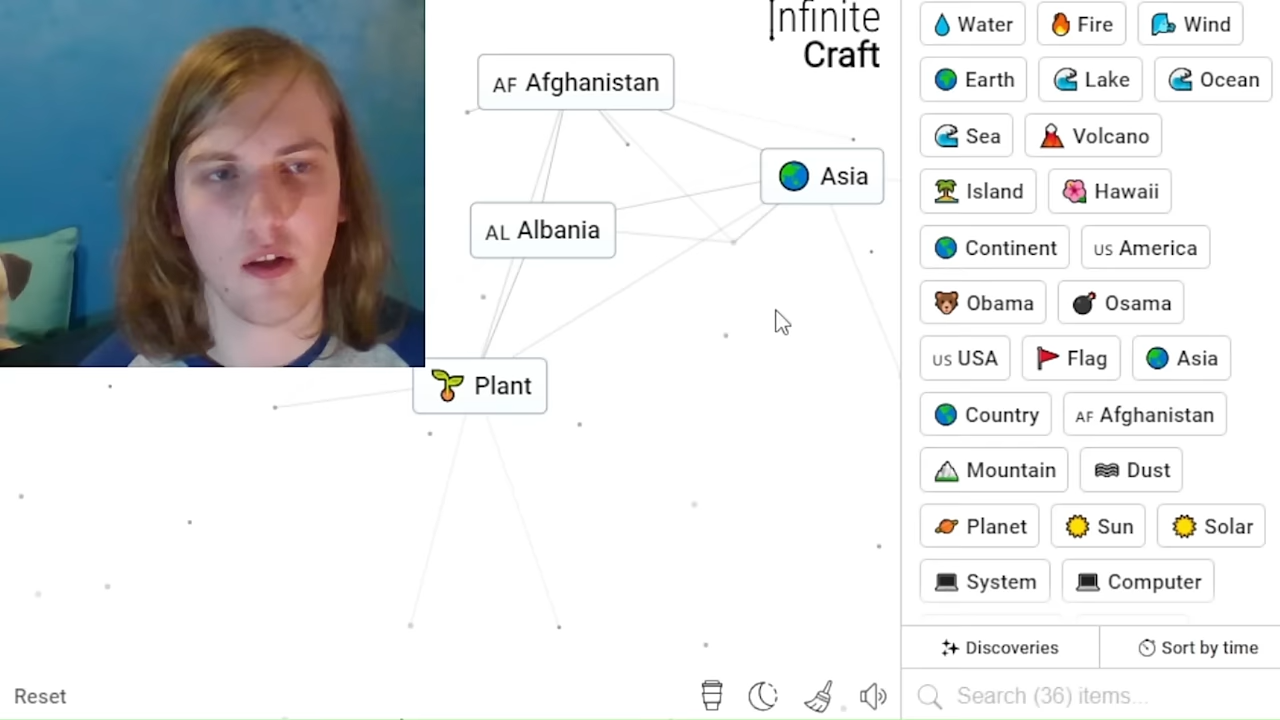 Infinite
Craft
AF Afghanistan
Asia
AL Albania
Plant
Water Fire Wind
Earth Lake Ocean
Sea Volcano
Island Hawaii
Continent US America
Obama Osama
US USA Flag Asia
Country AF Afghanistan
Mountain Dust
Planet Sun Solar
System Computer
Discoveries Sort by time
Search (36) items...
Reset